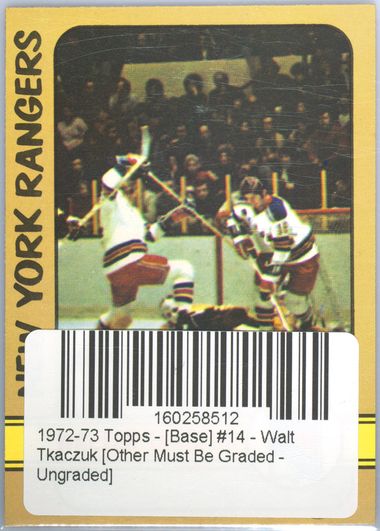 NEW YORK RANGERS
160258512
1972-73 Topps - [Base] #14 - Walt
Tkaczuk [Other Must Be Graded -
Ungraded]